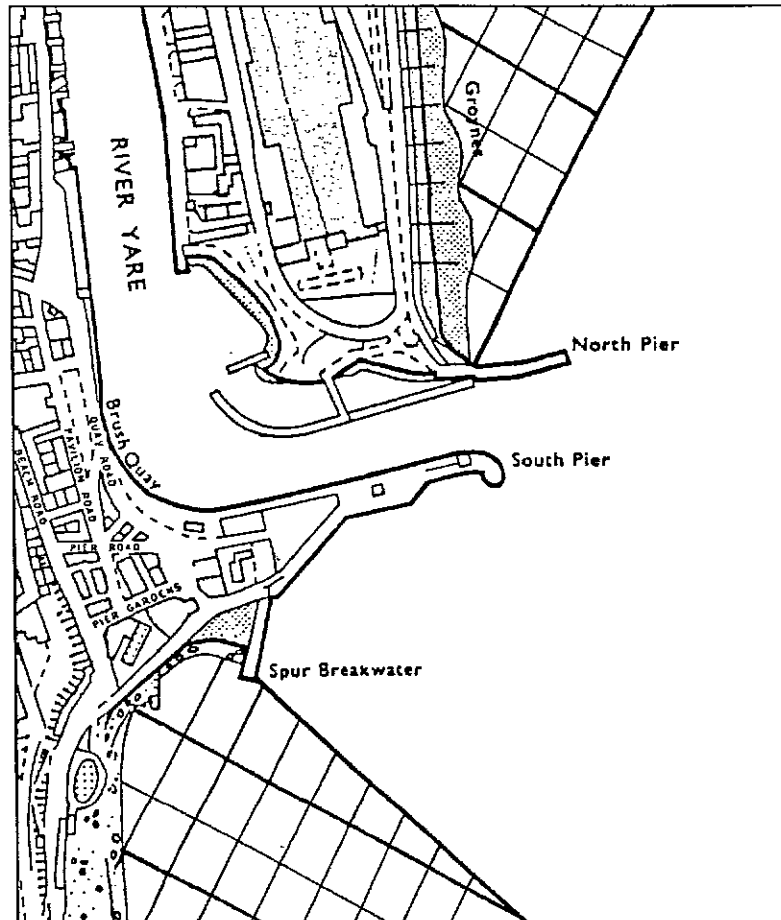 Groynes
RIVER YARE
North Pier
Brush Quay
South Pier
QUAY ROAD
PAVILION ROAD
BEACH ROAD
PIER ROAD
PIER GARDENS
Spur Breakwater